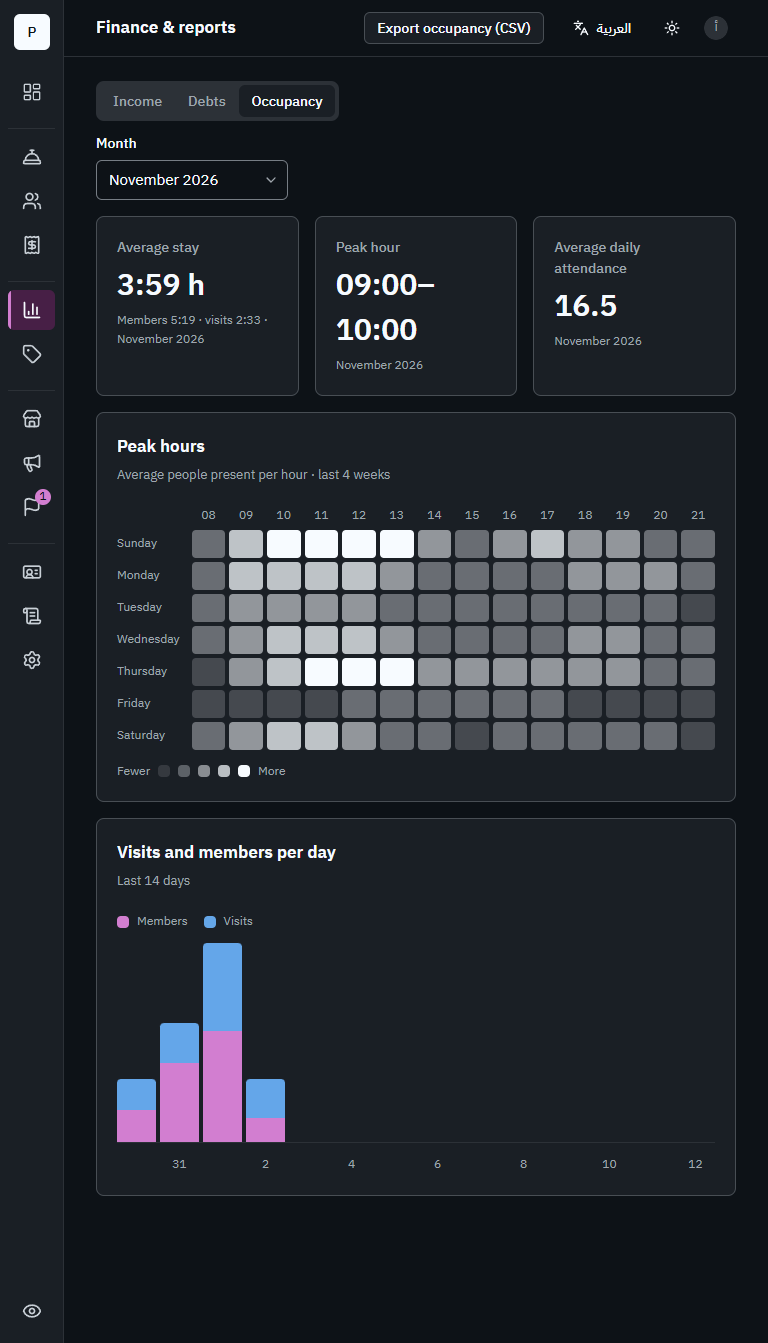 P
Finance & reports
Export occupancy (CSV)
العربية
Income
Debts
Occupancy
Month
November 2026
Average stay
3:59 h
Members 5:19 · visits 2:33 ·
November 2026
Peak hour
09:00–
10:00
November 2026
Average daily
attendance
16.5
November 2026
1
Peak hours
Average people present per hour · last 4 weeks
08 09 10 11 12 13 14 15 16 17 18 19 20 21
Sunday
Monday
Tuesday
Wednesday
Thursday
Friday
Saturday
Fewer
More
Visits and members per day
Last 14 days
Members
Visits
31 2 4 6 8 10 12